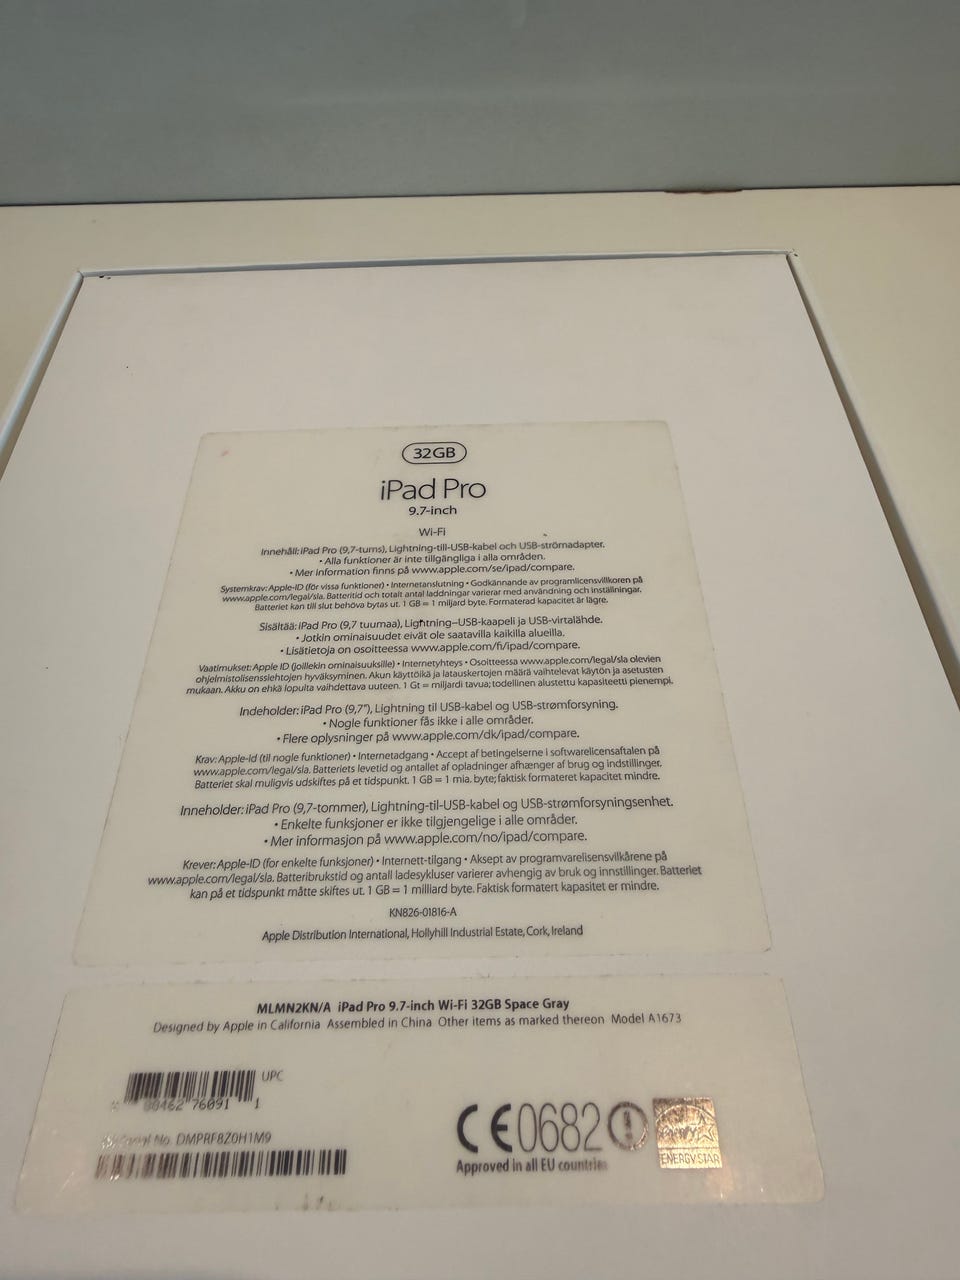 32GB
iPad Pro
9.7-inch
Wi-Fi
Innehåll: iPad Pro (9,7-tums), Lightning-till-USB-kabel och USB-strömadapter.
• Alla funktioner är inte tillgängliga i alla områden.
• Mer information finns på www.apple.com/se/ipad/compare.
Systemkrav: Apple-ID (för vissa funktioner) • Internetanslutning • Godkännande av programlicensvillkoren på
www.apple.com/legal/sla. Batteritid och totalt antal laddningar varierar med användning och inställningar.
Batteriet kan till slut behöva bytas ut. 1 GB = 1 miljard byte. Formaterad kapacitet är lägre.
Sisältää: iPad Pro (9,7 tuumaa), Lightning–USB-kaapeli ja USB-virtalähde.
• Jotkin ominaisuudet eivät ole saatavilla kaikilla alueilla.
• Lisätietoja on osoitteessa www.apple.com/fi/ipad/compare.
Vaatimukset: Apple ID (joillekin ominaisuuksille) • Internetyhteys • Osoitteessa www.apple.com/legal/sla olevien
ohjelmistolisenssiehtojen hyväksyminen. Akun käyttöikä ja latauskertojen määrä vaihtelevat käytön ja asetusten
mukaan. Akku on ehkä lopulta vaihdettava uuteen. 1 Gt = miljardi tavua; todellinen alustettu kapasiteetti pienempi.
Indeholder: iPad Pro (9,7"), Lightning til USB-kabel og USB-strømforsyning.
• Nogle funktioner fås ikke i alle områder.
• Flere oplysninger på www.apple.com/dk/ipad/compare.
Krav: Apple-id (til nogle funktioner) • Internetadgang • Accept af betingelserne i softwarelicensaftalen på
www.apple.com/legal/sla. Batteriets levetid og antallet af opladninger afhænger af brug og indstillinger.
Batteriet skal muligvis udskiftes på et tidspunkt. 1 GB = 1 mia. byte; faktisk formateret kapacitet mindre.
Inneholder: iPad Pro (9,7-tommer), Lightning-til-USB-kabel og USB-strømforsyningsenhet.
• Enkelte funksjoner er ikke tilgjengelige i alle områder.
• Mer informasjon på www.apple.com/no/ipad/compare.
Krever: Apple-ID (for enkelte funksjoner) • Internett-tilgang • Aksept av programvarelisensvilkårene på
www.apple.com/legal/sla. Batteribrukstid og antall ladesykluser varierer avhengig av bruk og innstillinger. Batteriet
kan på et tidspunkt måtte skiftes ut. 1 GB = 1 milliard byte. Faktisk formatert kapasitet er mindre.
KN826-01816-A
Apple Distribution International, Hollyhill Industrial Estate, Cork, Ireland
MLMN2KN/A iPad Pro 9.7-inch Wi-Fi 32GB Space Gray
Designed by Apple in California Assembled in China Other items as marked thereon Model A1673
UPC
76091 1
Serial No. DMPRF8Z0H1M9
CE0682
Approved in all EU countries
ENERGY STAR